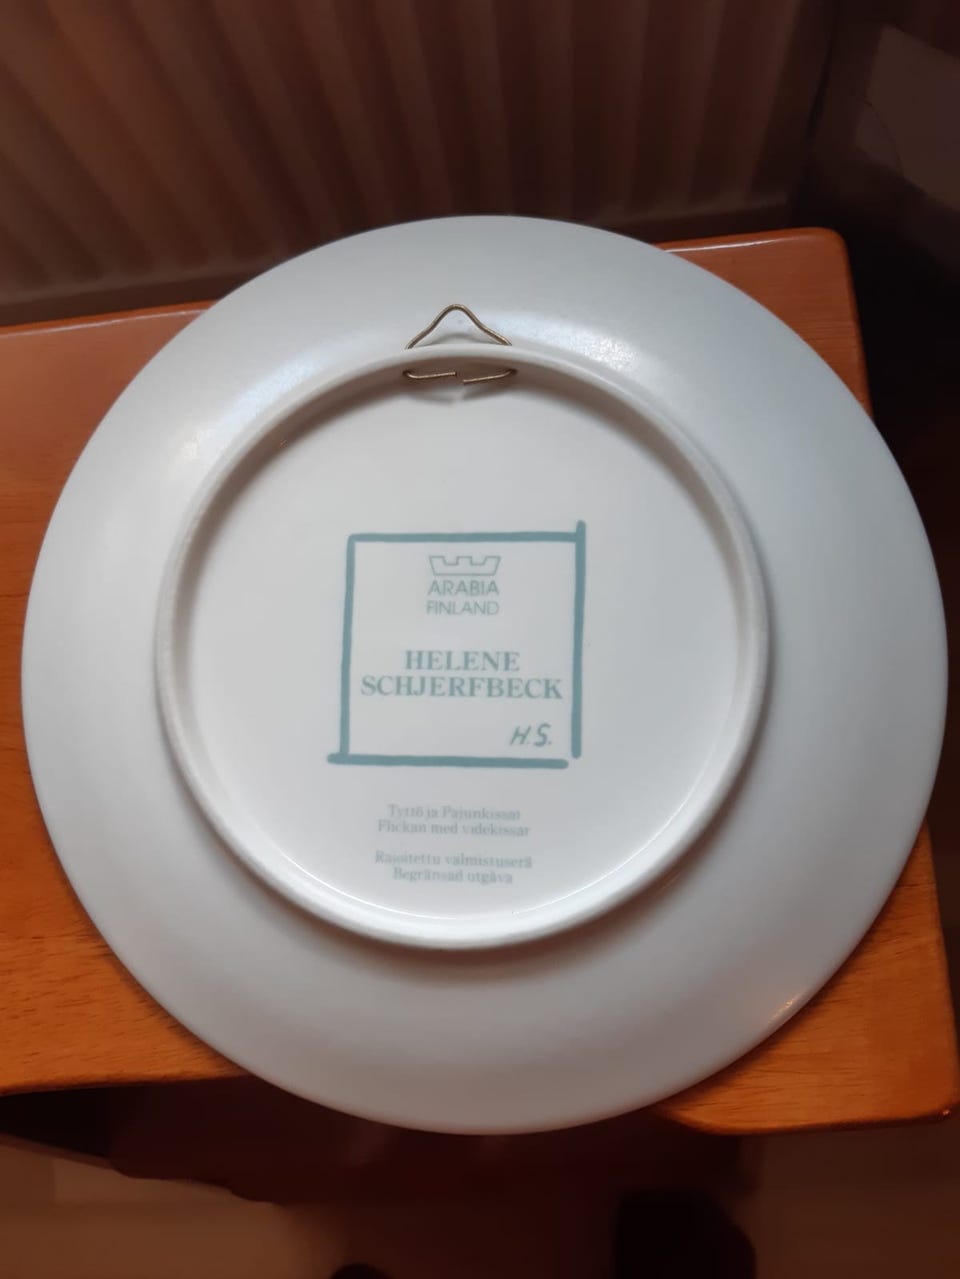 ARABIA
FINLAND
HELENE
SCHJERFBECK
H.S.
Tyttö ja Pajunkissat
Flickan med videkissar
Rajoitettu valmistuserä
Begränsad utgåva